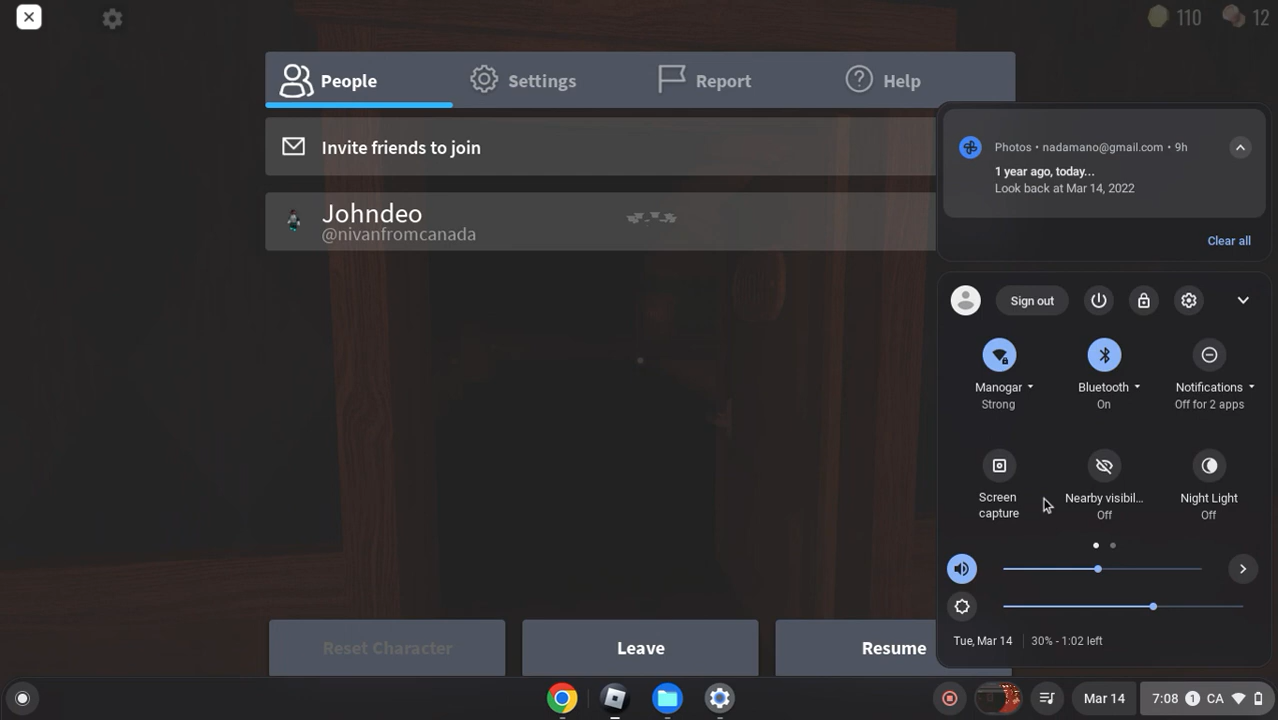 110
12
People
Settings
Report
Help
Invite friends to join
Johndeo
@nivanfromcanada
Reset Character
Leave
Resume
Photos • nadamano@gmail.com • 9h
1 year ago, today...
Look back at Mar 14, 2022
Clear all
Sign out
Manogar
Strong
Bluetooth
On
Notifications
Off for 2 apps
Screen
capture
Nearby visibil...
Off
Night Light
Off
Tue, Mar 14
30% - 1:02 left
Mar 14
7:08 1 CA